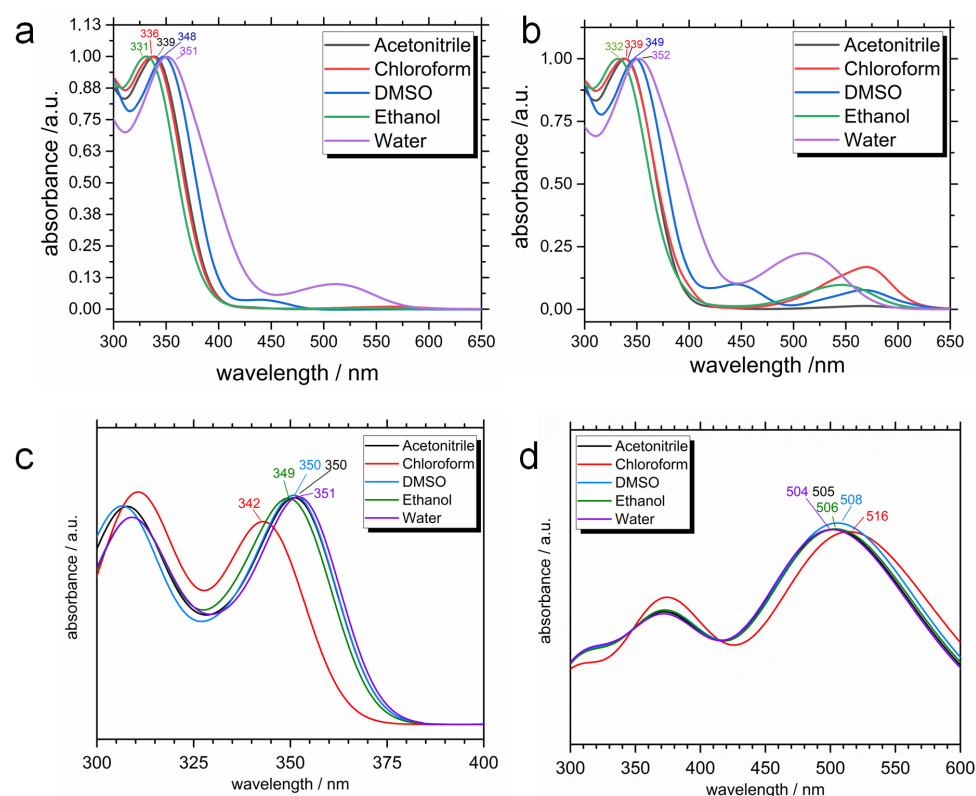 a
1.13
1.00
0.88
0.75
0.63
0.50
0.38
0.25
0.13
0.00
absorbance /a.u.
331
336
339
348
351
Acetonitrile
Chloroform
DMSO
Ethanol
Water
300 350 400 450 500 550 600 650
wavelength / nm
b
1.00
0.75
0.50
0.25
0.00
absorbance /a.u.
332
339
349
352
Acetonitrile
Chloroform
DMSO
Ethanol
Water
300 350 400 450 500 550 600 650
wavelength /nm
c
absorbance / a.u.
342
349
350
350
351
Acetonitrile
Chloroform
DMSO
Ethanol
Water
300 325 350 375 400
wavelength / nm
d
absorbance / a.u.
504 505
506
508
516
Acetonitrile
Chloroform
DMSO
Ethanol
Water
300 350 400 450 500 550 600
wavelength / nm